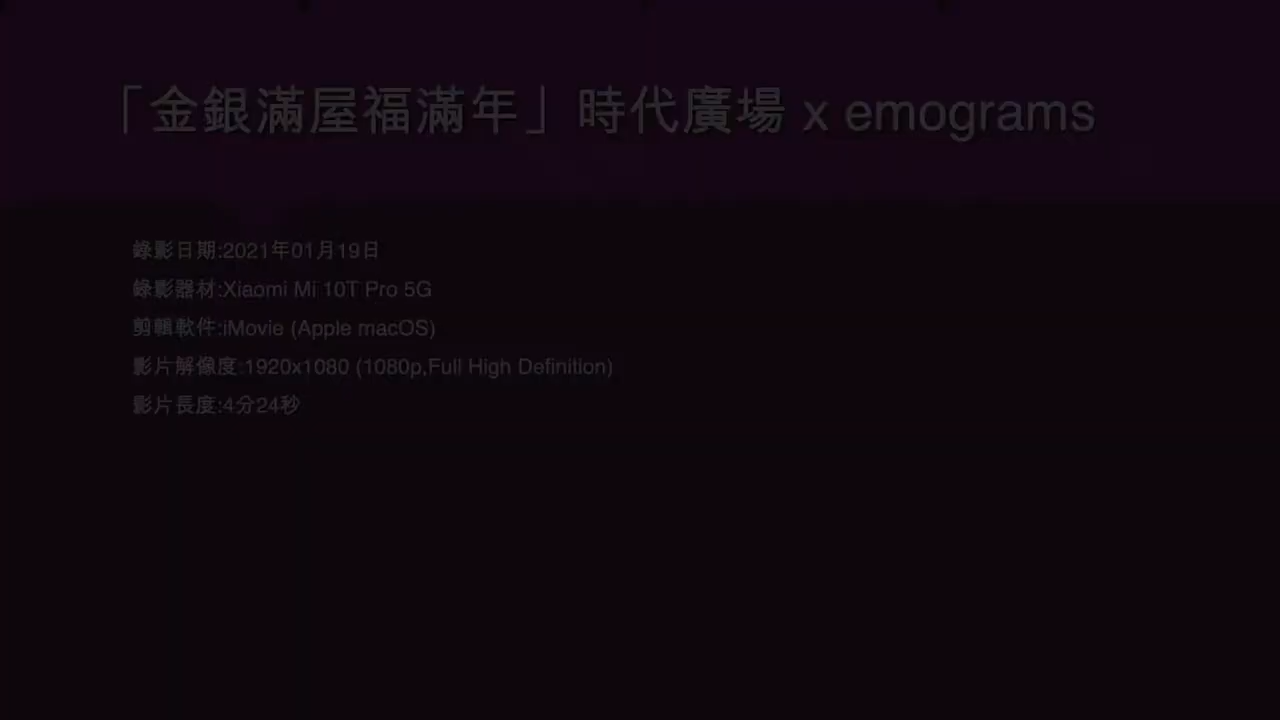 「金銀滿屋福滿年」時代廣場 x emograms
錄影日期:2021年01月19日
錄影器材:Xiaomi Mi 10T Pro 5G
剪輯軟件:iMovie (Apple macOS)
影片解像度:1920x1080 (1080p,Full High Definition)
影片長度:4分24秒